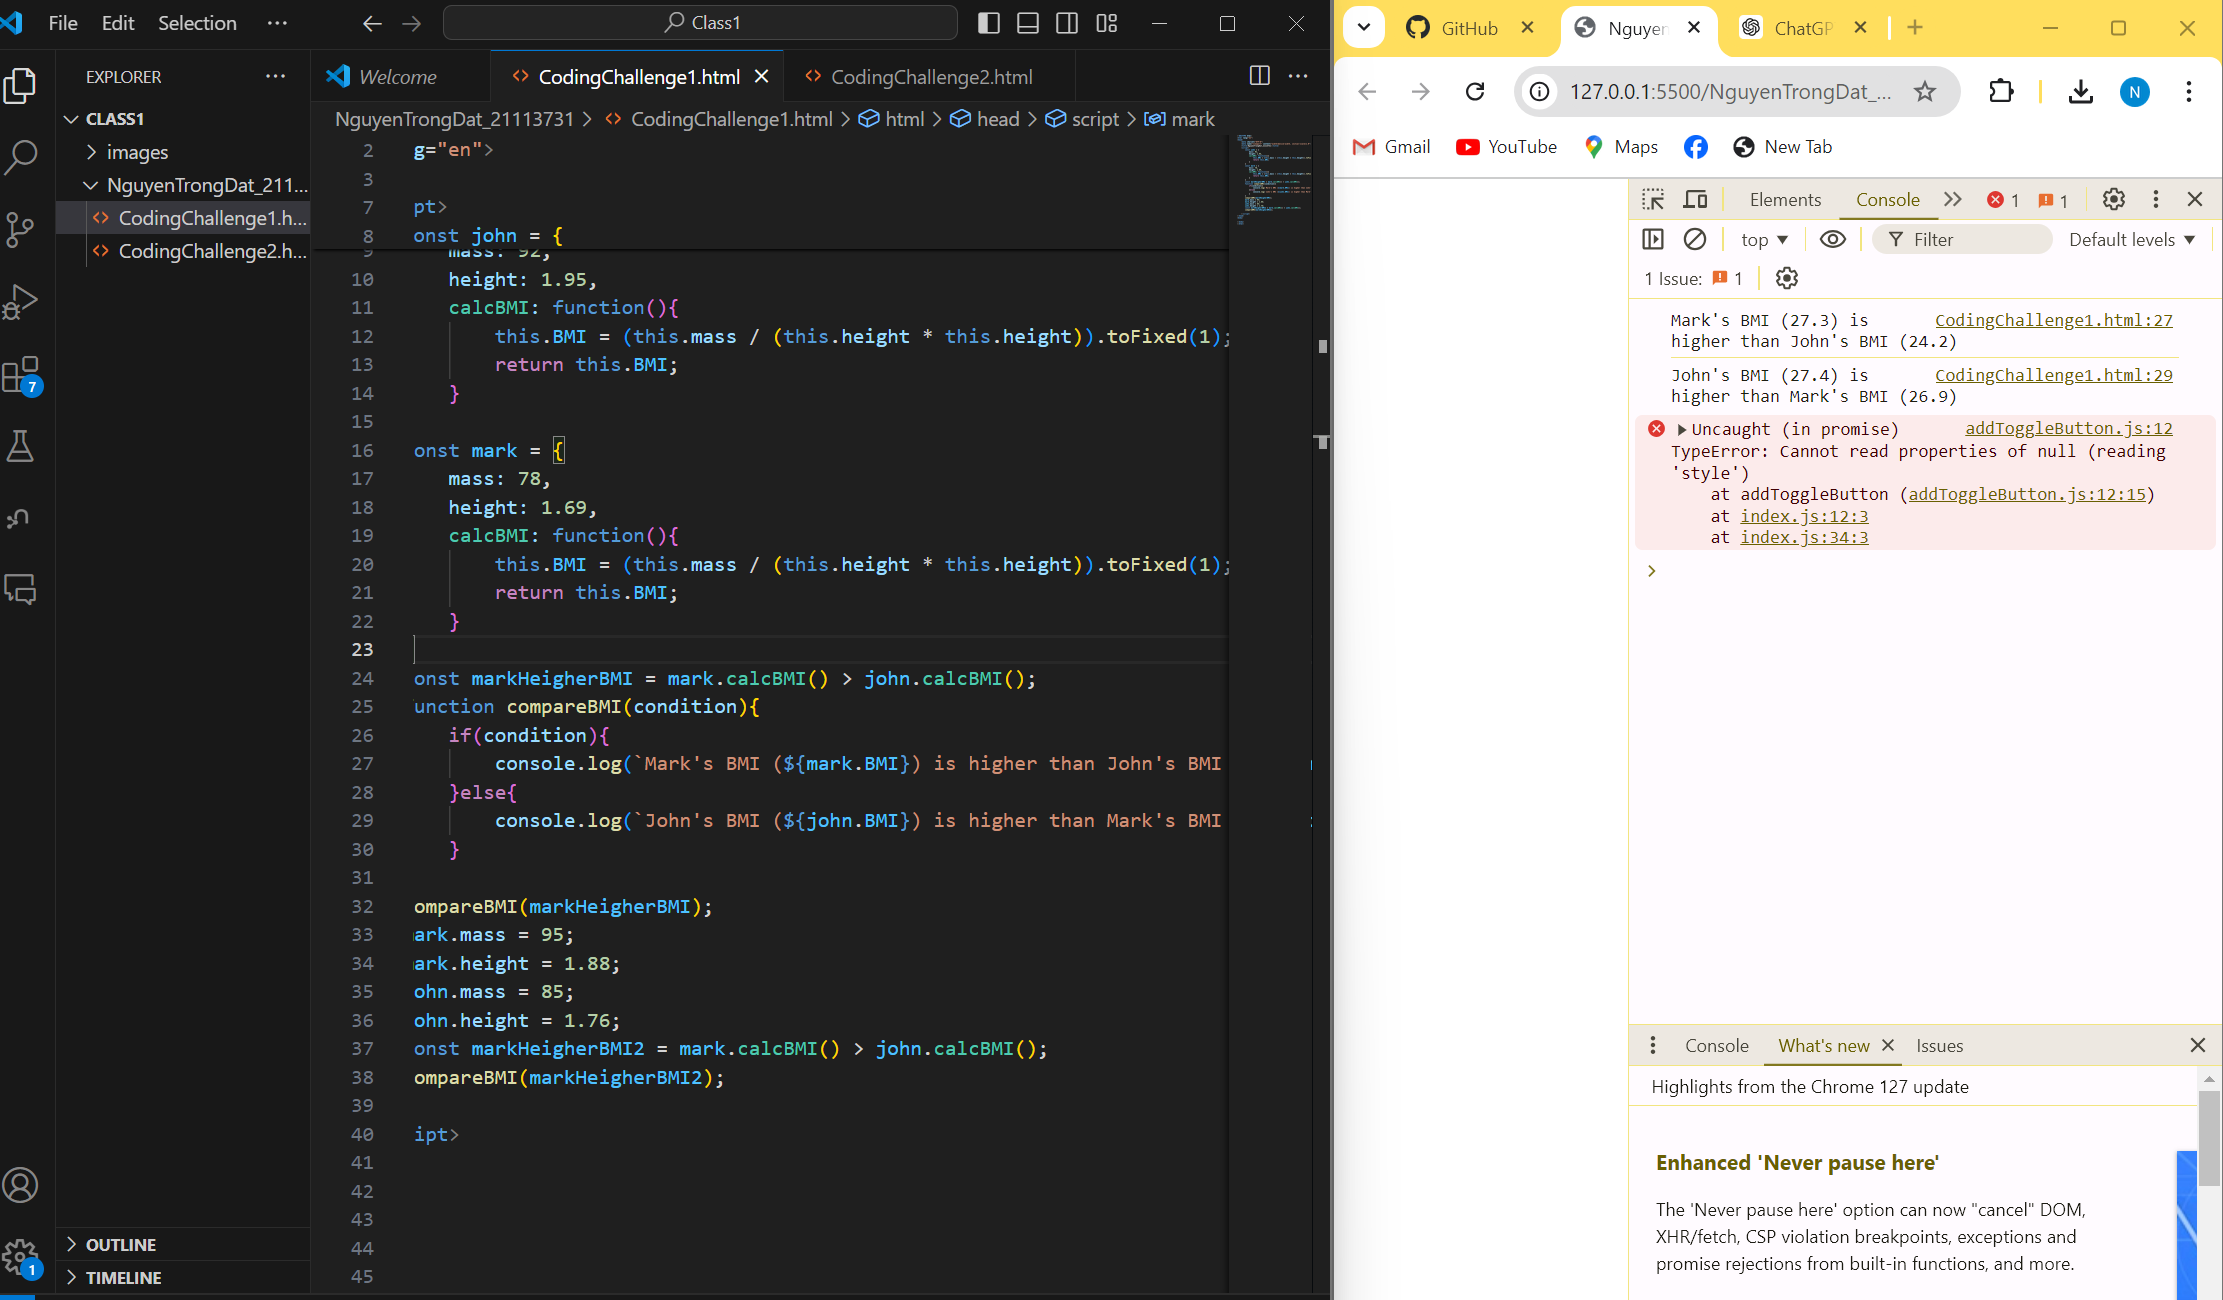 File Edit Selection ··· Class1
EXPLORER ···
CLASS1
images
NguyenTrongDat_211...
CodingChallenge1.h...
CodingChallenge2.h...
7
1
OUTLINE
TIMELINE
Welcome CodingChallenge1.html CodingChallenge2.html ···
NguyenTrongDat_21113731 > CodingChallenge1.html > html > head > script > mark
2 g="en">
3
7 pt>
8 onst john = {
9 mass: 92,
10 height: 1.95,
11 calcBMI: function(){
12 this.BMI = (this.mass / (this.height * this.height)).toFixed(1);
13 return this.BMI;
14 }
15
16 onst mark = {
17 mass: 78,
18 height: 1.69,
19 calcBMI: function(){
20 this.BMI = (this.mass / (this.height * this.height)).toFixed(1);
21 return this.BMI;
22 }
23
24 onst markHeigherBMI = mark.calcBMI() > john.calcBMI();
25 unction compareBMI(condition){
26 if(condition){
27 console.log(`Mark's BMI (${mark.BMI}) is higher than John's BMI
28 }else{
29 console.log(`John's BMI (${john.BMI}) is higher than Mark's BMI
30 }
31
32 ompareBMI(markHeigherBMI);
33 ark.mass = 95;
34 ark.height = 1.88;
35 ohn.mass = 85;
36 ohn.height = 1.76;
37 onst markHeigherBMI2 = mark.calcBMI() > john.calcBMI();
38 ompareBMI(markHeigherBMI2);
39
40 ipt>
41
42
43
44
45
GitHub Nguyen ChatGP
127.0.0.1:5500/NguyenTrongDat_... N
Gmail YouTube Maps New Tab
Elements Console 1 1
top Filter Default levels
1 Issue: 1
Mark's BMI (27.3) is CodingChallenge1.html:27
higher than John's BMI (24.2)
John's BMI (27.4) is CodingChallenge1.html:29
higher than Mark's BMI (26.9)
Uncaught (in promise) addToggleButton.js:12
TypeError: Cannot read properties of null (reading
'style')
at addToggleButton (addToggleButton.js:12:15)
at index.js:12:3
at index.js:34:3
Console What's new Issues
Highlights from the Chrome 127 update
Enhanced 'Never pause here'
The 'Never pause here' option can now "cancel" DOM,
XHR/fetch, CSP violation breakpoints, exceptions and
promise rejections from built-in functions, and more.